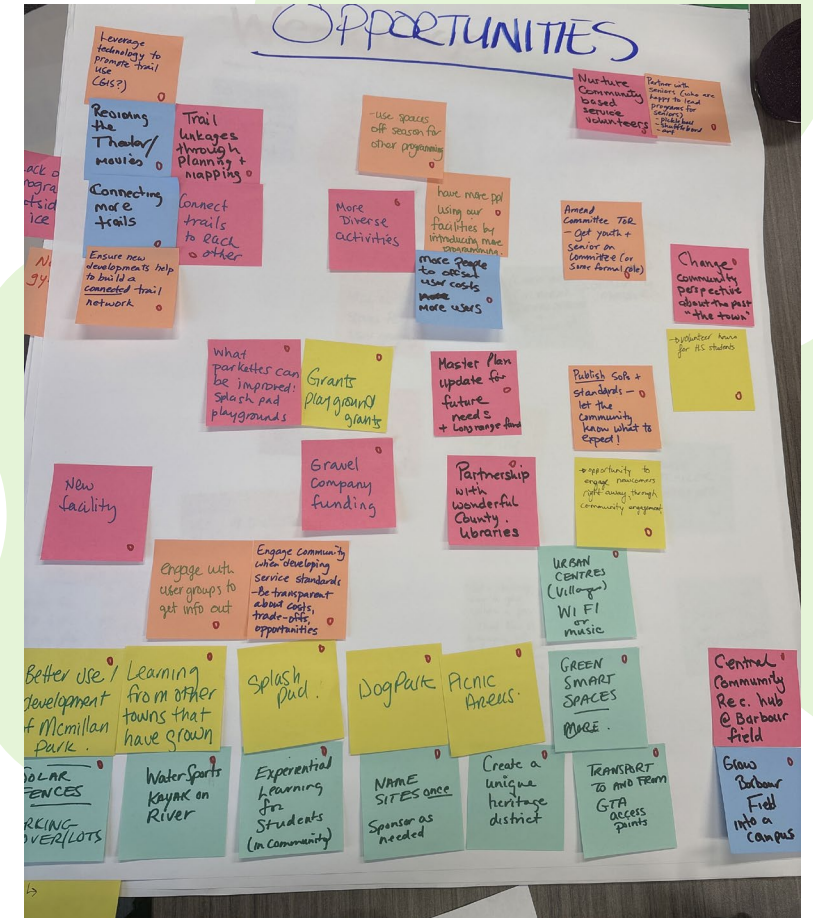 OPPORTUNITIES
Leverage
technology to
promote trail
use
(GIS?)
Reviving
the
Theater/
Movies
Trail
linkages
through
Planning +
mapping
Connecting
more
trails
Connect
trails
to each
other
Ensure new
developments help
to build a
connected trail
network
-use spaces
off season for
other programming
More
Diverse
activities
have more ppl
using our
facilities by
introducing more
programming.
more people
to offset
user costs
more users
Nurture
Community
based
service
volunteers
Partner with
seniors (who are
happy to lead
programs for
seniors)
- pickleball
- shuffleboard
- art
Amend
Committee ToR
- get youth +
senior on
Committee (or
some formal role)
Change
community
perspective
about the past
"the town"
volunteer hours
for HS students
What
parkettes can
be improved:
splash pad
playgrounds
Grants
playground
grants
Master Plan
update for
future
needs
+ Long range fund
Publish SoPs +
standards -
let the
community
know what to
expect!
New
facility
Gravel
Company
funding
Partnership
with
wonderful
County
Libraries
opportunity to
engage newcomers
right away, through
community engagement
engage with
user groups to
get info out
Engage Community
when developing
service standards
-Be transparent
about costs,
trade-offs,
opportunities
URBAN
CENTRES
(Villages)
WIFI
or
music
Better use/
development
of Mcmillan
Park.
Learning
from other
towns that
have grown
Splash
Pad.
Dog Park
Picnic
Areas.
GREEN
SMART
SPACES
MORE.
Central
Community
Rec. hub
@ Barbour
field
SOLAR
FENCES
Water Sports
KAYAK on
River
Experiential
Learning
for
Students
(in Community)
NAME
SITES once
Sponsor as
needed
Create a
unique
heritage
district
TRANSPORT
TO AND FROM
GTA
access
points
Grow
Barbour
Field
into a
campus